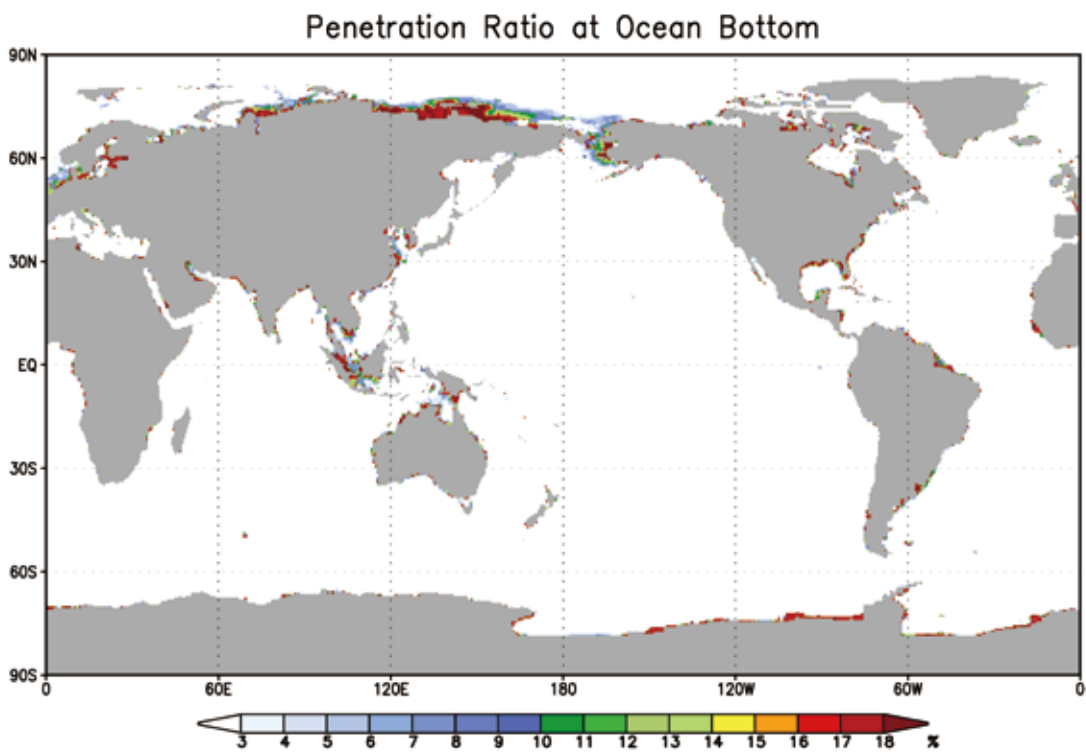 Penetration Ratio at Ocean Bottom
90N
60N
30N
EQ
30S
60S
90S
0 60E 120E 180 120W 60W 0
3 4 5 6 7 8 9 10 11 12 13 14 15 16 17 18 %